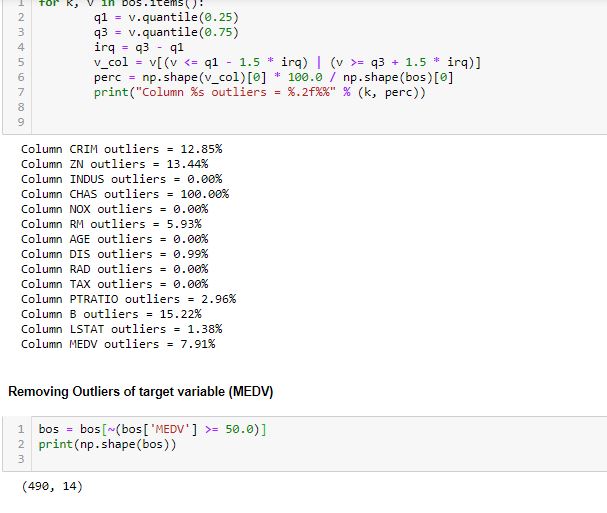 1 for k, v in bos.items():
2 q1 = v.quantile(0.25)
3 q3 = v.quantile(0.75)
4 irq = q3 - q1
5 v_col = v[(v <= q1 - 1.5 * irq) | (v >= q3 + 1.5 * irq)]
6 perc = np.shape(v_col)[0] * 100.0 / np.shape(bos)[0]
7 print("Column %s outliers = %.2f%%" % (k, perc))
8
9
Column CRIM outliers = 12.85%
Column ZN outliers = 13.44%
Column INDUS outliers = 0.00%
Column CHAS outliers = 100.00%
Column NOX outliers = 0.00%
Column RM outliers = 5.93%
Column AGE outliers = 0.00%
Column DIS outliers = 0.99%
Column RAD outliers = 0.00%
Column TAX outliers = 0.00%
Column PTRATIO outliers = 2.96%
Column B outliers = 15.22%
Column LSTAT outliers = 1.38%
Column MEDV outliers = 7.91%
Removing Outliers of target variable (MEDV)
1 bos = bos[~(bos['MEDV'] >= 50.0)]
2 print(np.shape(bos))
3
(490, 14)